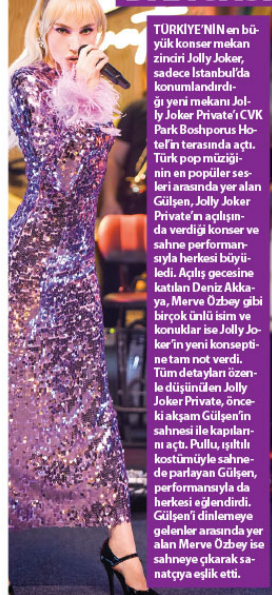 TÜRKİYE’NİN en bü-
yük konser mekan
zinciri Jolly Joker,
sadece İstanbul’da
konumlandırdı-
ğı yeni mekanı Jol-
ly Joker Private’ı CVK
Park Boshporus Ho-
tel’in terasında açtı.
Türk pop müziği-
nin en popüler ses-
leri arasında yer alan
Gülşen, Jolly Joker
Private’ın açılışın-
da verdiği konser ve
sahne performan-
sıyla herkesi büyü-
ledi. Açılış gecesine
katılan Deniz Akka-
ya, Merve Özbey gibi
birçok ünlü isim ve
konuklar ise Jolly Jo-
ker’in yeni konsepti-
ne tam not verdi.
Tüm detayları özen-
le düşünülen Jolly
Joker Private, önce-
ki akşam Gülşen’in
sahnesi ile kapıları-
nı açtı. Pullu, ışıltılı
kostümüyle sahne-
de parlayan Gülşen,
performansıyla da
herkesi eğlendirdi.
Gülşen’i dinlemeye
gelenler arasında yer
alan Merve Özbey ise
sahneye çıkarak sa-
natçıya eşlik etti.